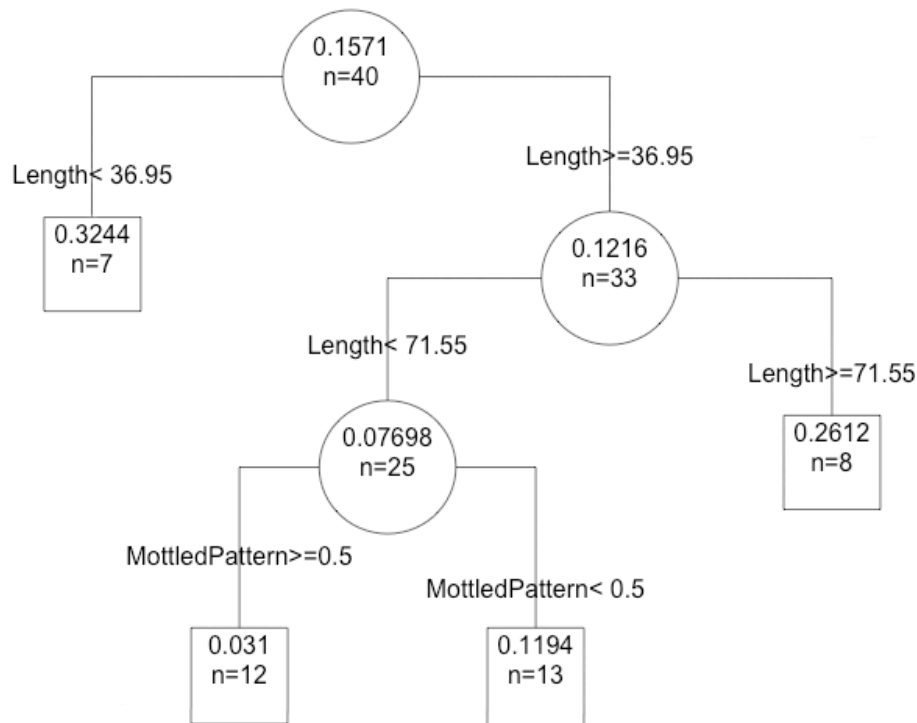 0.1571
n=40
Length< 36.95
Length>=36.95
0.3244
n=7
0.1216
n=33
Length< 71.55
Length>=71.55
0.07698
n=25
0.2612
n=8
MottledPattern>=0.5
MottledPattern< 0.5
0.031
n=12
0.1194
n=13